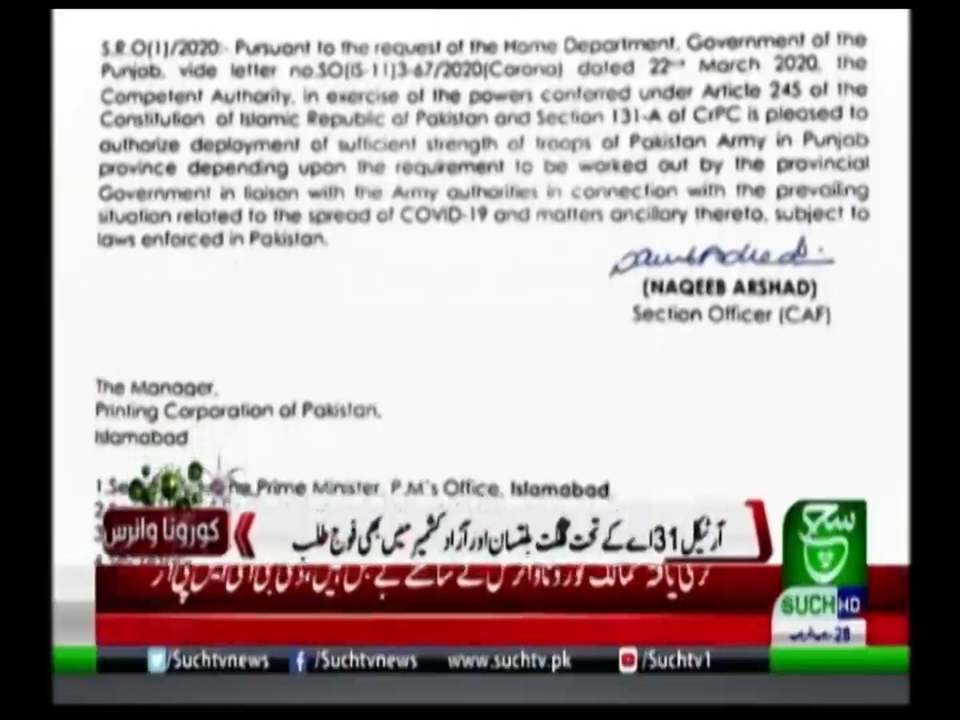 S.R.O(1)/2020:- Pursuant to the request of the Home Department, Government of the
Punjab, vide letter no.SO(IS-11)3-67/2020(Corona) dated 22ⁿᵈ March 2020, the
Competent Authority, in exercise of the powers conferred under Article 245 of the
Constitution of Islamic Republic of Pakistan and Section 131-A of CrPC is pleased to
authorize deployment of sufficient strength of troops of Pakistan Army in Punjab
province depending upon the requirement to be worked out by the provincial
Government in liaison with the Army authorities in connection with the prevailing
situation related to the spread of COVID-19 and matters ancillary thereto, subject to
laws enforced in Pakistan.
(NAQEEB ARSHAD)
Section Officer (CAF)
The Manager,
Printing Corporation of Pakistan,
Islamabad
Prime Minister, P.M's Office, Islamabad
کورونا وائرس
آرٹیکل 131 اے کے تحت گلگت بلتستان اور آزاد کشمیر میں بھی فوج طلب
سچ
SUCH HD
/Suchtvnews /Suchtvnews www.suchtv.pk /Suchtv1